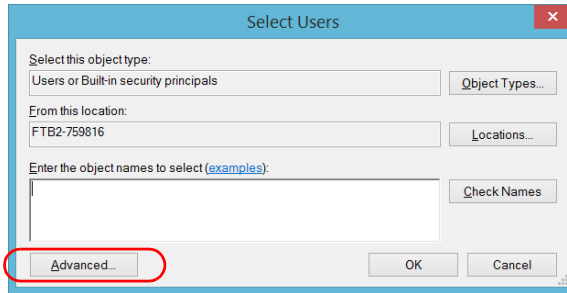 Select Users
Select this object type:
Users or Built-in security principals
Object Types...
From this location:
FTB2-759816
Locations...
Enter the object names to select (examples):
Check Names
Advanced...
OK
Cancel